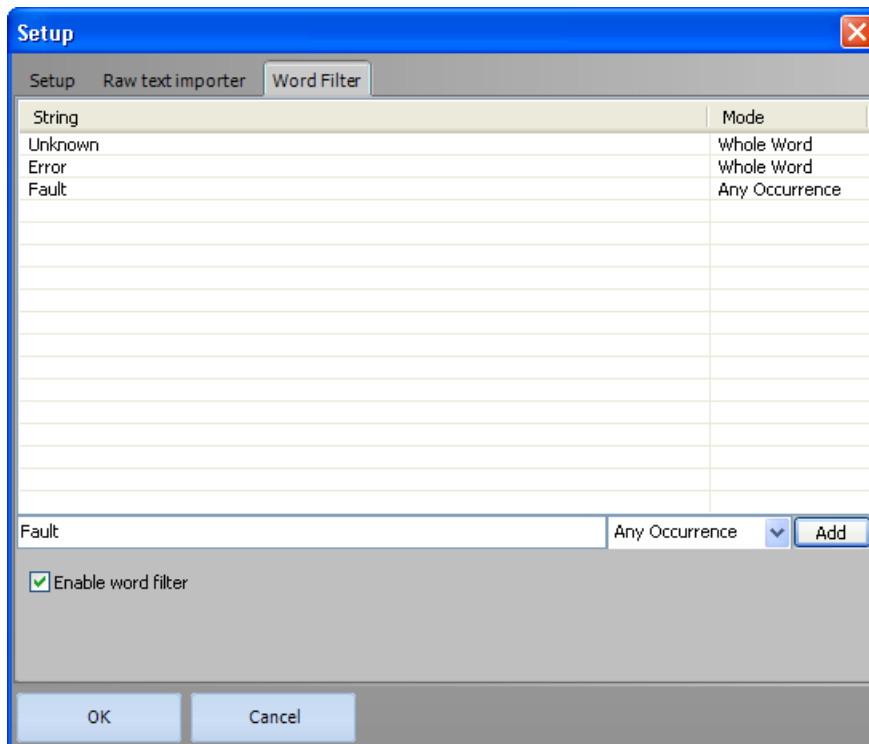 Setup
Setup Raw text importer Word Filter
String Mode
Unknown Whole Word
Error Whole Word
Fault Any Occurrence
Fault Any Occurrence Add
Enable word filter
OK Cancel